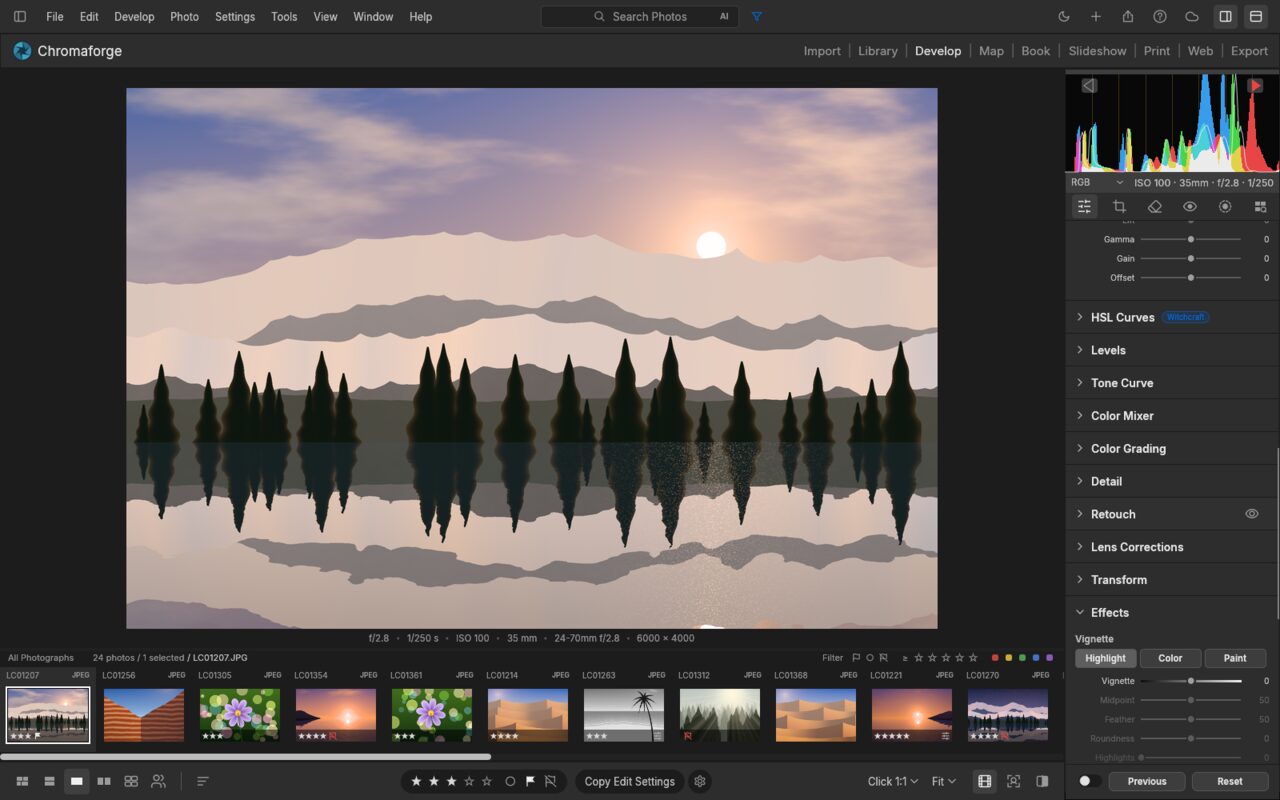 File Edit Develop Photo Settings Tools View Window Help
Search Photos AI
Chromaforge
Import Library Develop Map Book Slideshow Print Web Export
RGB ISO 100 · 35mm · f/2.8 · 1/250
Gamma 0
Gain 0
Offset 0
HSL Curves Witchcraft
Levels
Tone Curve
Color Mixer
Color Grading
Detail
Retouch
Lens Corrections
Transform
Effects
Vignette
Highlight Color Paint
Vignette 0
Midpoint 50
Feather 50
Roundness 0
Highlights 0
Previous Reset
f/2.8 · 1/250 s · ISO 100 · 35 mm · 24-70mm f/2.8 · 6000 × 4000
All Photographs 24 photos / 1 selected / LC01207.JPG Filter ≥
LC01207 JPEG LC01256 JPEG LC01305 JPEG LC01354 JPEG LC01361 JPEG LC01214 JPEG LC01263 JPEG LC01312 JPEG LC01368 JPEG LC01221 JPEG LC01270 JPEG
Copy Edit Settings Click 1:1 Fit